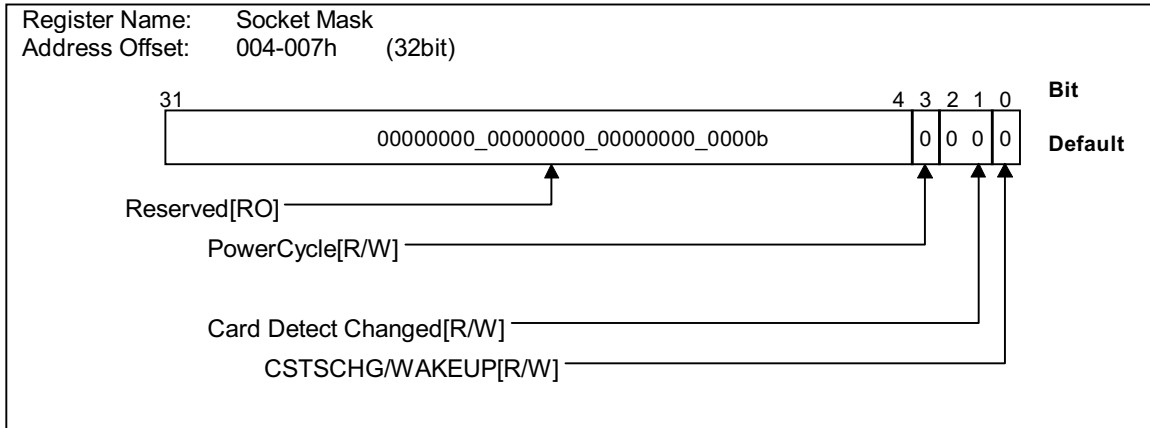 Register Name: Socket Mask
Address Offset: 004-007h (32bit)
31 4 3 2 1 0 Bit
00000000_00000000_00000000_0000b 0 0 0 0 Default
Reserved[RO]
PowerCycle[R/W]
Card Detect Changed[R/W]
CSTSCHG/WAKEUP[R/W]